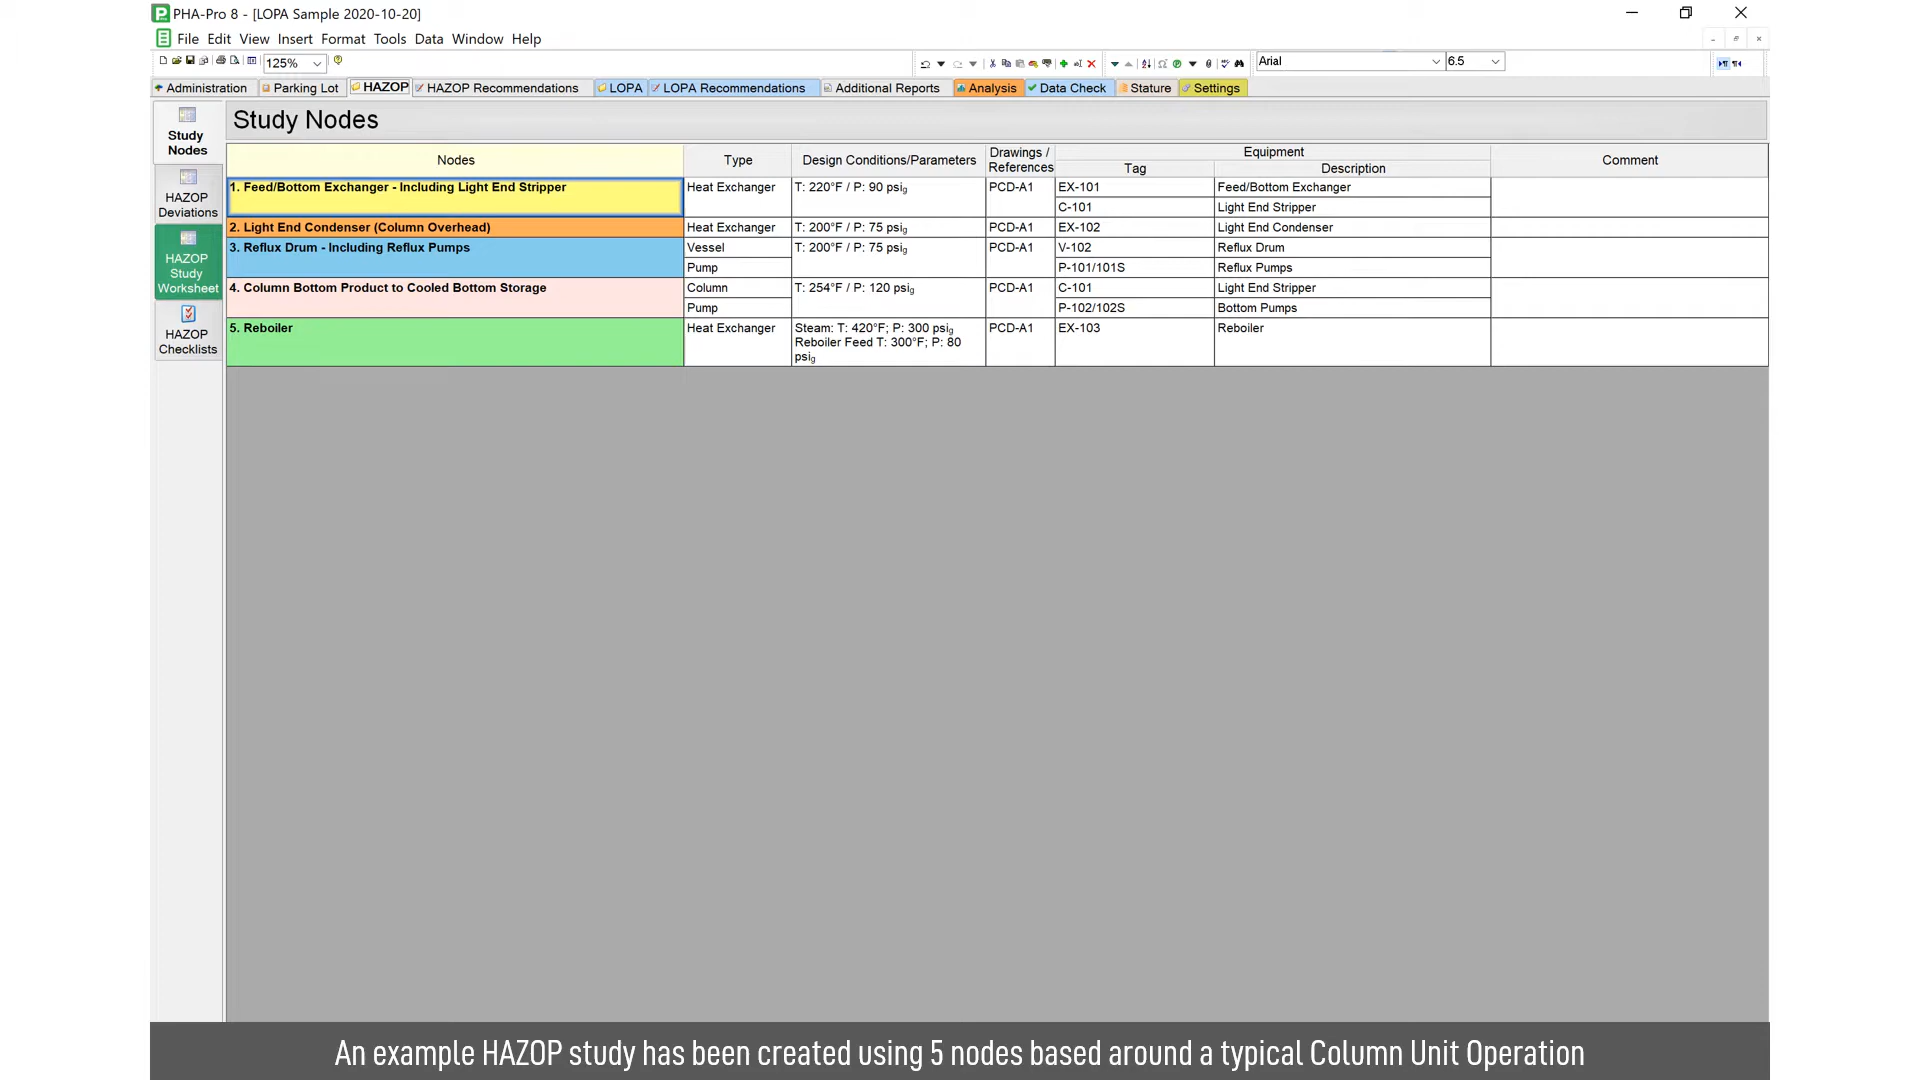 PHA-Pro 8 - [LOPA Sample 2020-10-20]
File Edit View Insert Format Tools Data Window Help
125% Arial 6.5
Administration Parking Lot HAZOP HAZOP Recommendations LOPA LOPA Recommendations Additional Reports Analysis Data Check Stature Settings
Study Nodes
HAZOP Deviations
HAZOP Study Worksheet
HAZOP Checklists
Study Nodes
Nodes Type Design Conditions/Parameters Drawings / References Equipment Comment
Tag Description
1. Feed/Bottom Exchanger - Including Light End Stripper Heat Exchanger T: 220°F / P: 90 psig PCD-A1 EX-101 Feed/Bottom Exchanger
C-101 Light End Stripper
2. Light End Condenser (Column Overhead) Heat Exchanger T: 200°F / P: 75 psig PCD-A1 EX-102 Light End Condenser
3. Reflux Drum - Including Reflux Pumps Vessel T: 200°F / P: 75 psig PCD-A1 V-102 Reflux Drum
Pump P-101/101S Reflux Pumps
4. Column Bottom Product to Cooled Bottom Storage Column T: 254°F / P: 120 psig PCD-A1 C-101 Light End Stripper
Pump P-102/102S Bottom Pumps
5. Reboiler Heat Exchanger Steam: T: 420°F; P: 300 psig PCD-A1 EX-103 Reboiler
Reboiler Feed T: 300°F; P: 80
psig
An example HAZOP study has been created using 5 nodes based around a typical Column Unit Operation